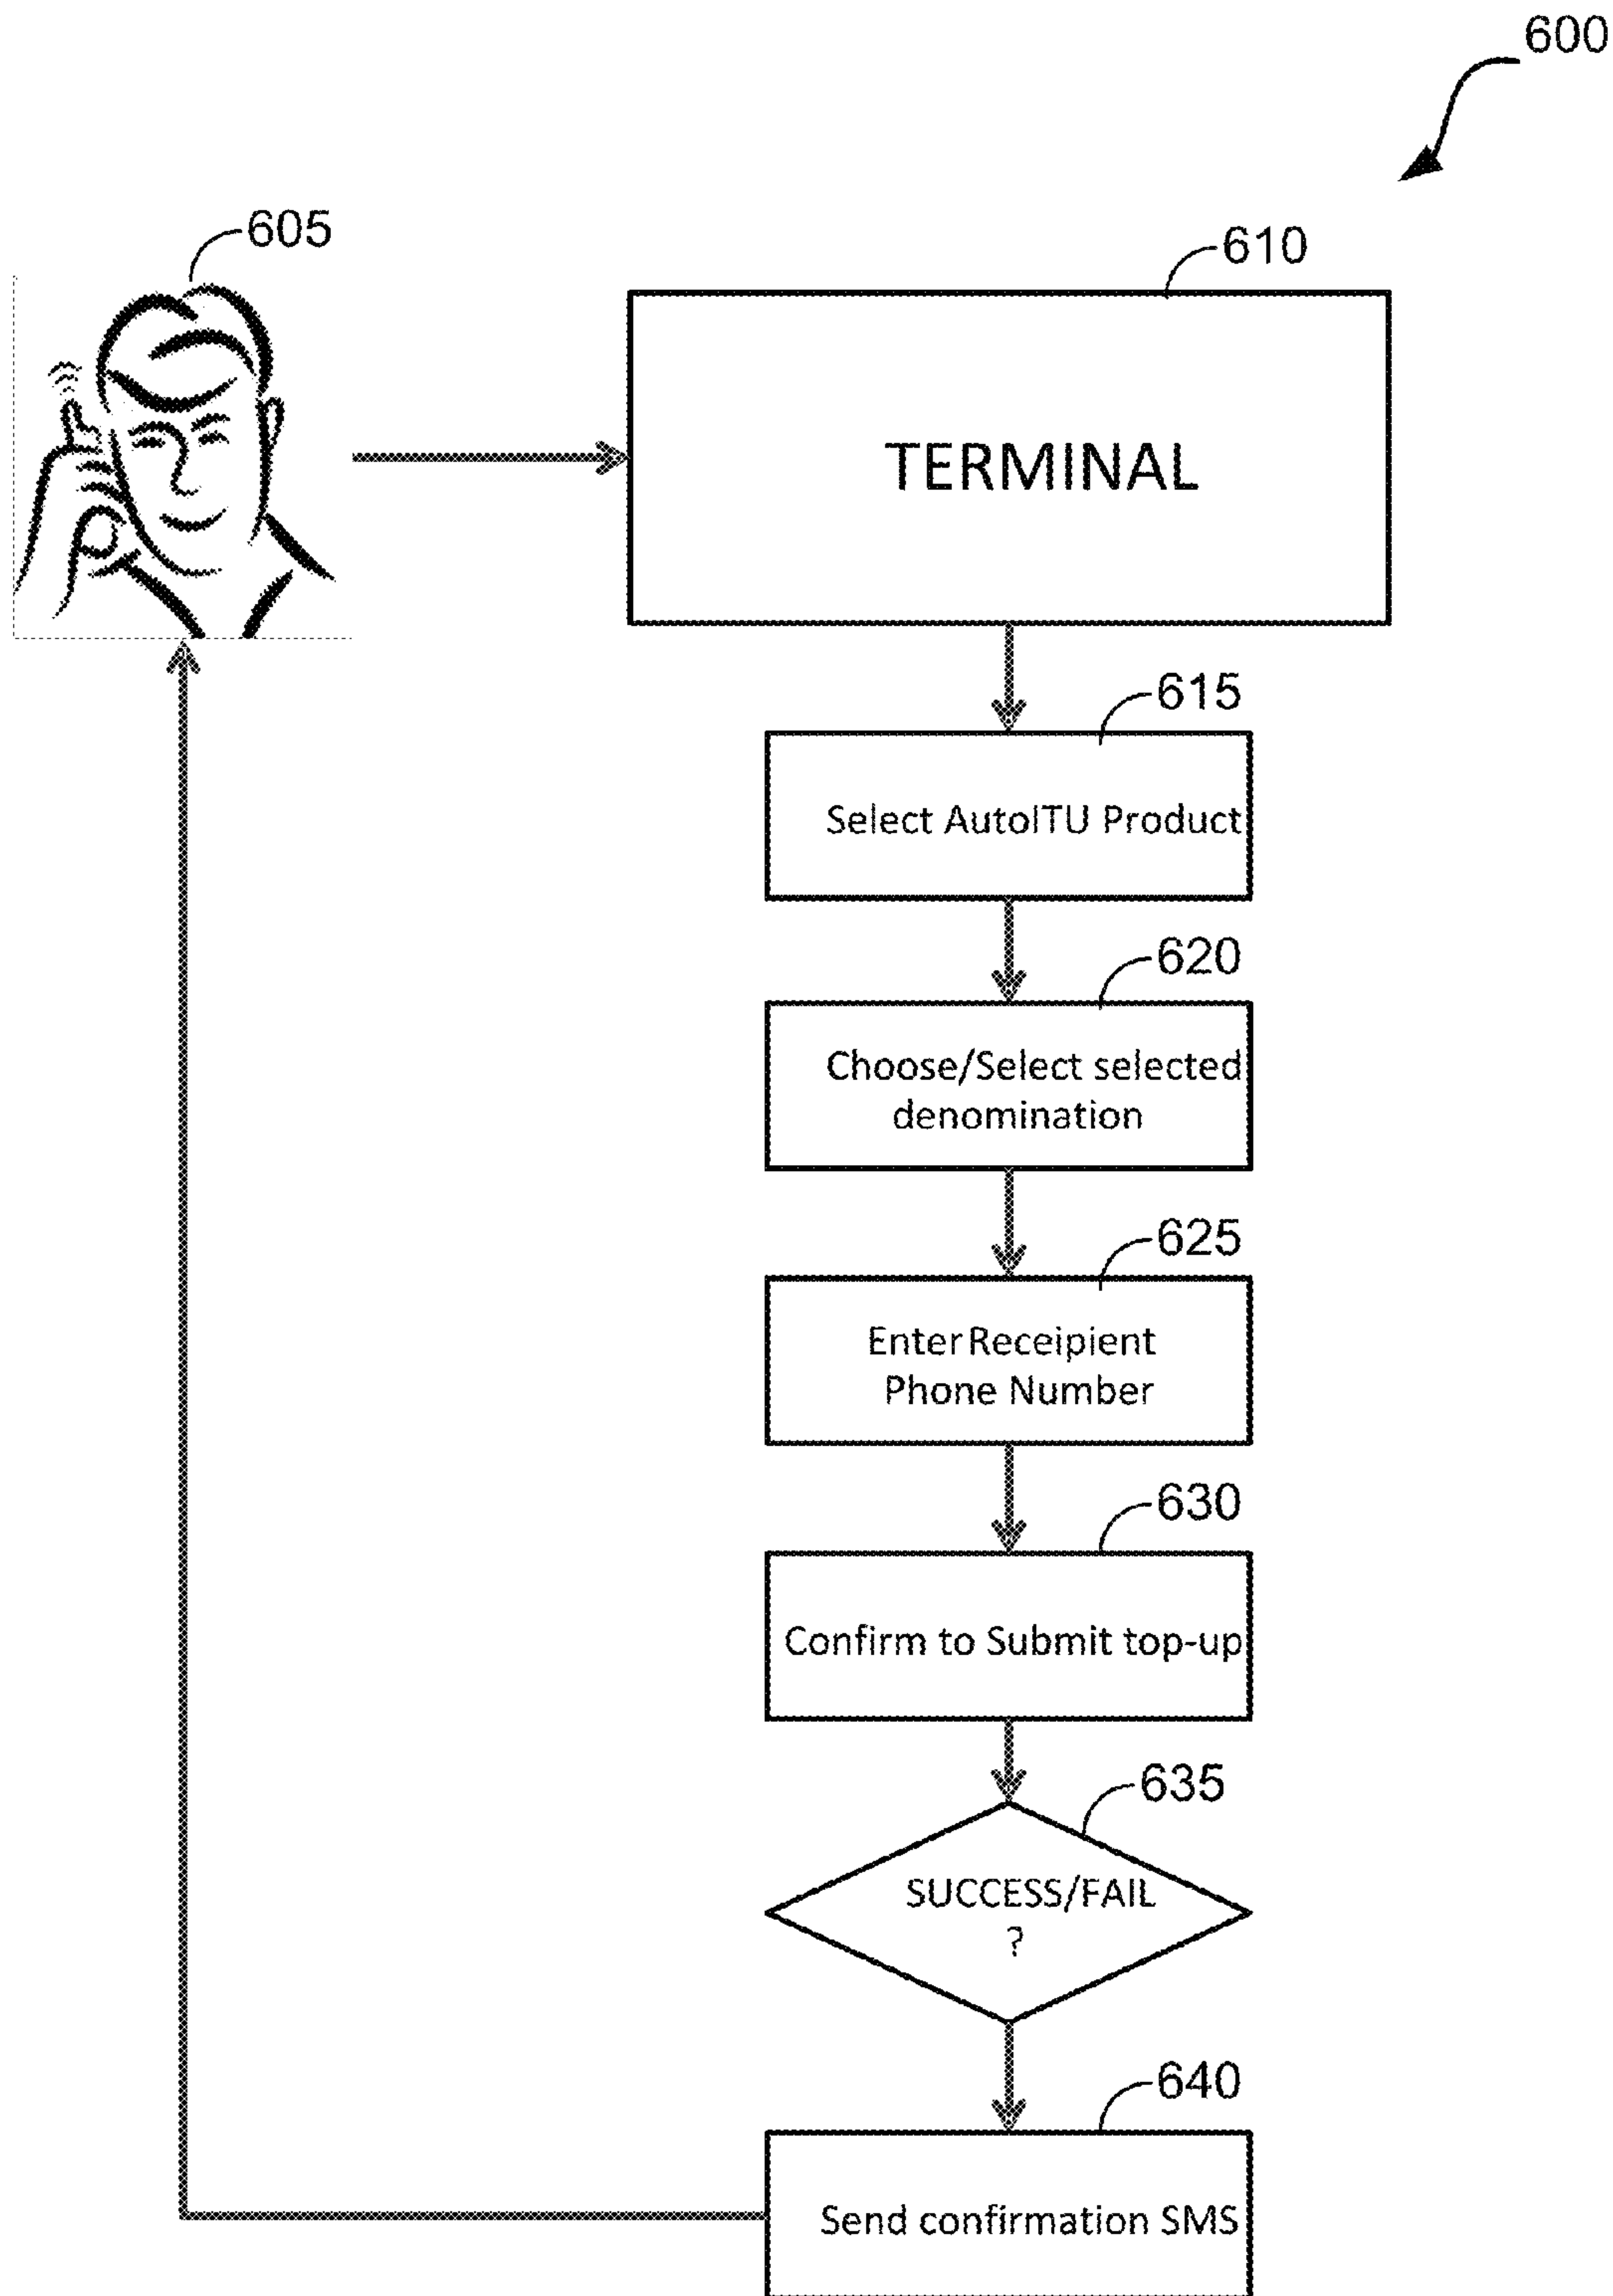 600
605
610
TERMINAL
615
Select AutoITU Product
620
Choose/Select selected
denomination
625
Enter Receipient
Phone Number
630
Confirm to Submit top-up
635
SUCCESS/FAIL
?
640
Send confirmation SMS